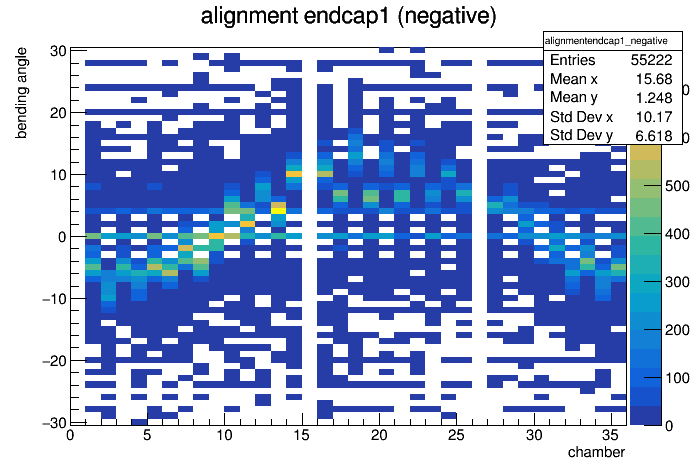 alignment endcap1 (negative)
alignmentendcap1_negative
Entries 55222
Mean x 15.68
Mean y 1.248
Std Dev x 10.17
Std Dev y 6.618
bending angle
30
20
10
0
−10
−20
−30
0 5 10 15 20 25 30 35
chamber
500
400
300
200
100
0